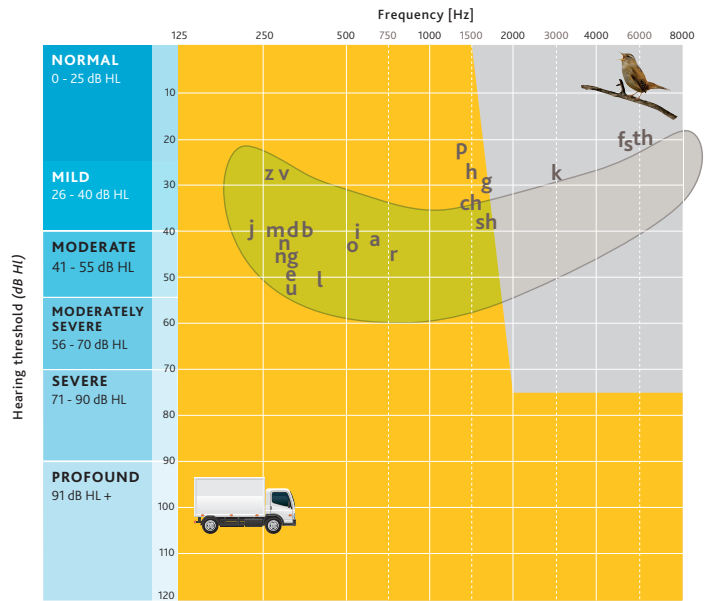 Frequency [Hz]
125 250 500 750 1000 1500 2000 3000 4000 6000 8000
Hearing threshold (dB Hl)
NORMAL
0 - 25 dB HL
MILD
26 - 40 dB HL
MODERATE
41 - 55 dB HL
MODERATELY
SEVERE
56 - 70 dB HL
SEVERE
71 - 90 dB HL
PROFOUND
91 dB HL +
10
20
30
40
50
60
70
80
90
100
110
120
f s th
p
z v h g k
ch
sh
j m d b i a
n o
ng r
e l
u